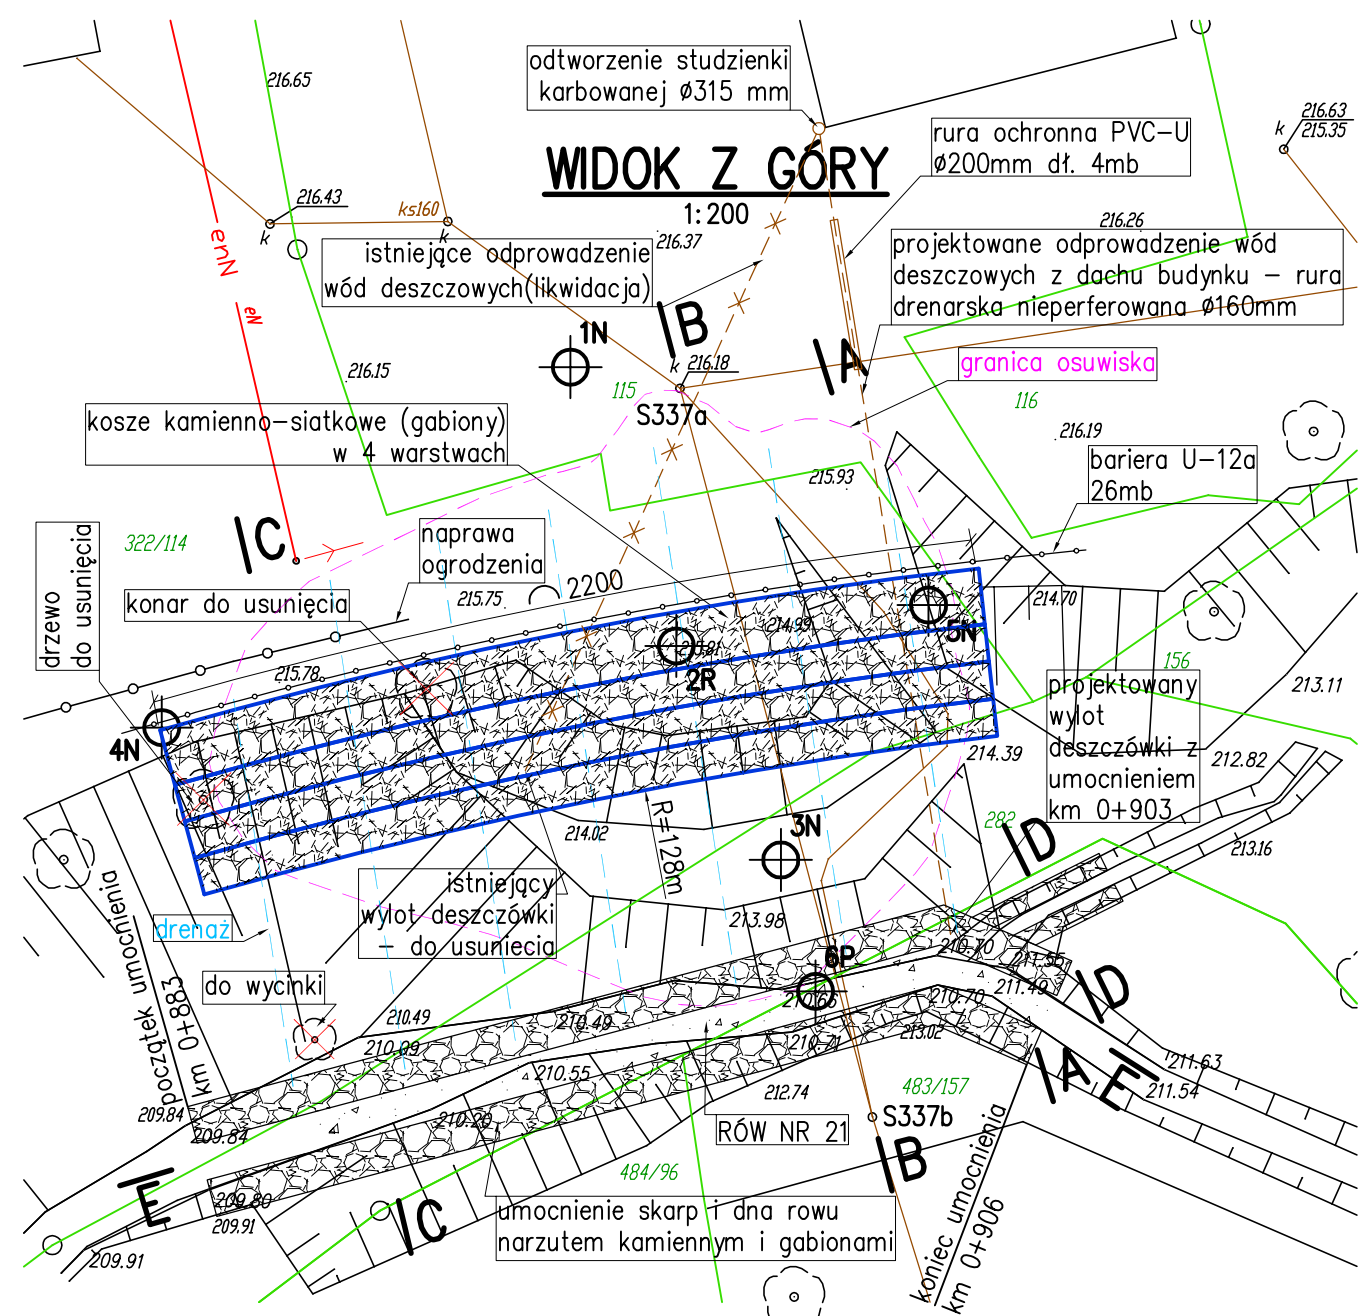 216.65
odtworzenie studzienki
karbowanej ø315 mm
216.63
215.35
k
rura ochronna PVC-U
ø200mm dł. 4mb
WIDOK Z GÓRY
1:200
216.43
k
ks160
k
enN
eN
istniejące odprowadzenie
wód deszczowych(likwidacja)
216.37
216.26
projektowane odprowadzenie wód
deszczowych z dachu budynku – rura
drenarska nieperferowana ø160mm
B
A
1N
k
216.18
granica osuwiska
216.15
115
S337a
116
kosze kamienno-siatkowe (gabiony)
w 4 warstwach
216.19
bariera U-12a
26mb
215.93
C
322/114
drzewo
do usunięcia
naprawa
ogrodzenia
2200
konar do usunięcia
215.75
214.99
5N
214.70
2R
215.78
156
213.11
4N
projektowany
wylot
deszczówki z
umocnieniem
km 0+903
214.39
212.82
282
D
213.16
3N
214.02
R=128m
istniejący
wylot deszczówki
– do usuniecia
213.98
drenaż
początek umocnienia
km 0+883
do wycinki
6P
210.70
211.55
211.49
D
210.70
213.02
210.71
210.49
210.49
210.09
210.55
212.74
483/157
A
E
211.63
211.54
209.84
209.84
210.20
RÓW NR 21
S337b
B
484/96
E
209.80
209.91
209.91
C
umocnienie skarp i dna rowu
narzutem kamiennym i gabionami
koniec umocnienia
km 0+906